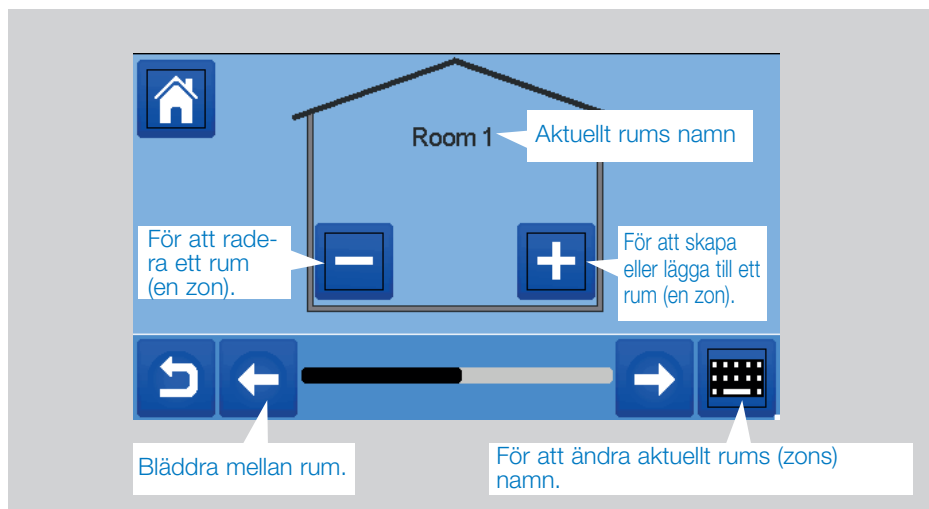 Room 1
Aktuellt rums namn
För att rade-
ra ett rum
(en zon).
För att skapa
eller lägga till ett
rum (en zon).
Bläddra mellan rum.
För att ändra aktuellt rums (zons)
namn.